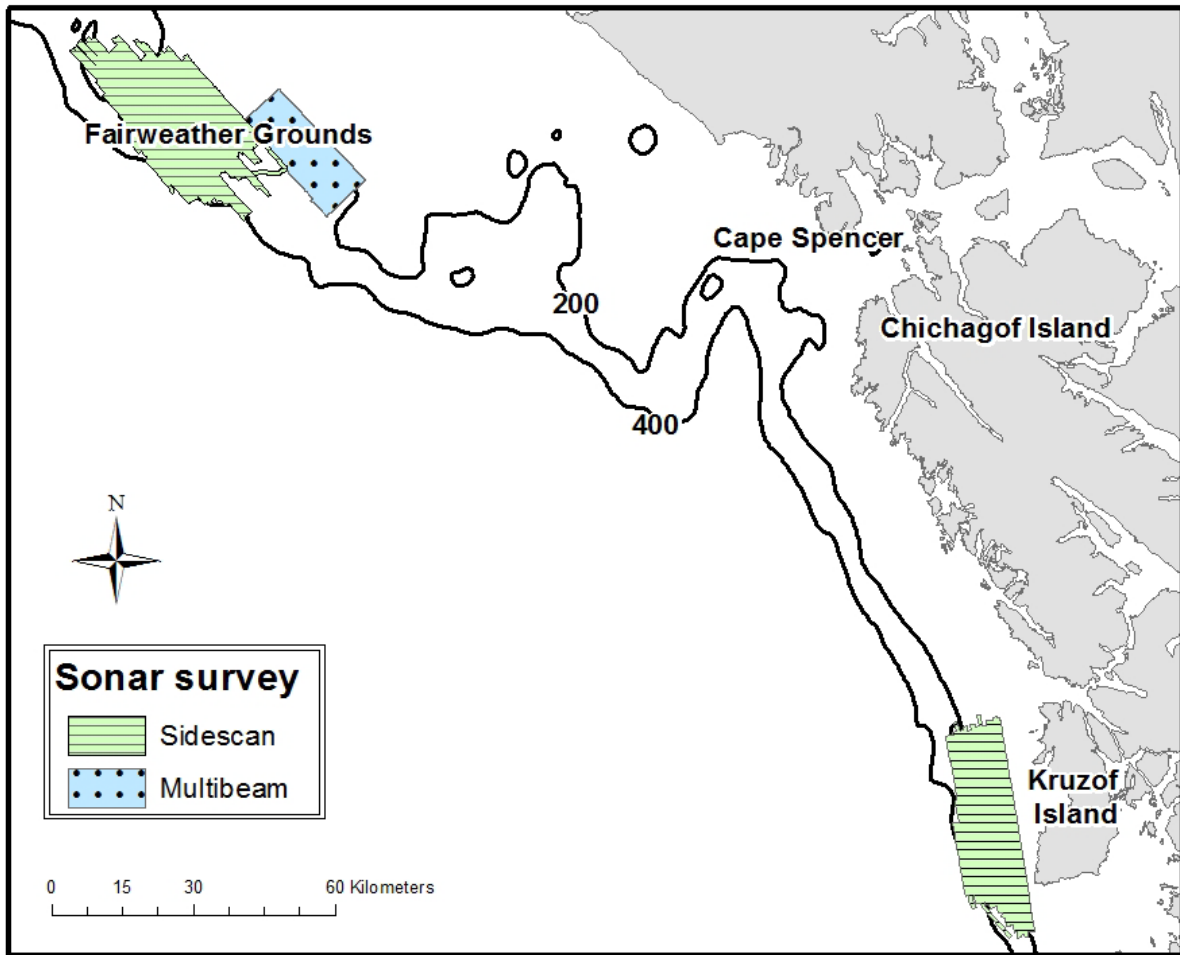 Fairweather Grounds
Cape Spencer
200
Chichagof Island
400
N
Sonar survey
Sidescan
Multibeam
Kruzof
Island
0 15 30 60 Kilometers